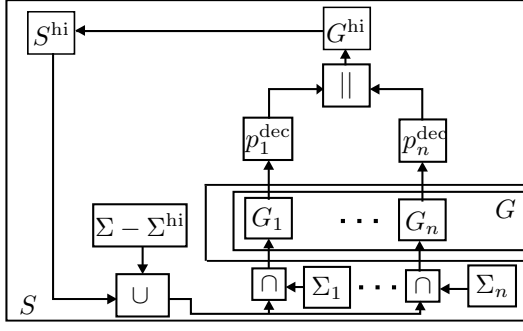 S^hi G^hi
||
p_1^dec p_n^dec
G_1 ... G_n G
Σ − Σ^hi
S ∪ ∩ Σ_1 ... ∩ Σ_n